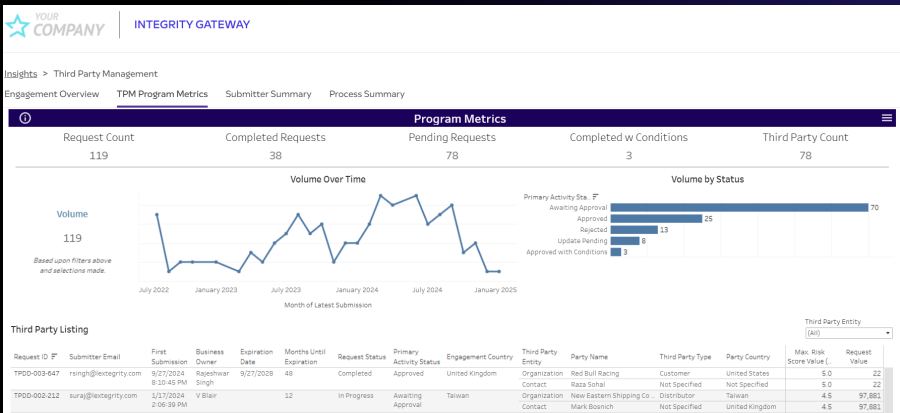 YOUR
COMPANY
INTEGRITY GATEWAY
Insights > Third Party Management
Engagement Overview TPM Program Metrics Submitter Summary Process Summary
Program Metrics
Request Count Completed Requests Pending Requests Completed w Conditions Third Party Count
119 38 78 3 78
Volume Over Time
Volume
119
Based upon filters above
and selections made.
July 2022 January 2023 July 2023 January 2024 July 2024 January 2025
Month of Latest Submission
Volume by Status
Primary Activity Sta..
Awaiting Approval 70
Approved 25
Rejected 13
Update Pending 8
Approved with Conditions 3
Third Party Listing
Third Party Entity
(All)
Request ID Submitter Email First Submission Business Owner Expiration Date Months Until Expiration Request Status Primary Activity Status Engagement Country Third Party Entity Party Name Third Party Type Party Country Max. Risk Score Value (.. Request Value
TPDD-003-647 rsingh@lextegrity.com 9/27/2024 8:10:45 PM Rajeshwar Singh 9/27/2028 48 Completed Approved United Kingdom Organization Red Bull Racing Customer United States 5.0 22
Contact Raza Sohal Not Specified Not Specified 5.0 22
TPDD-002-212 suraj@lextegrity.com 1/17/2024 2:06:39 PM V Blair 12 In Progress Awaiting Approval Taiwan Organization New Eastern Shipping Co ... Distributor Taiwan 4.5 97,881
Contact Mark Bosnich Not Specified United Kingdom 4.5 97,881